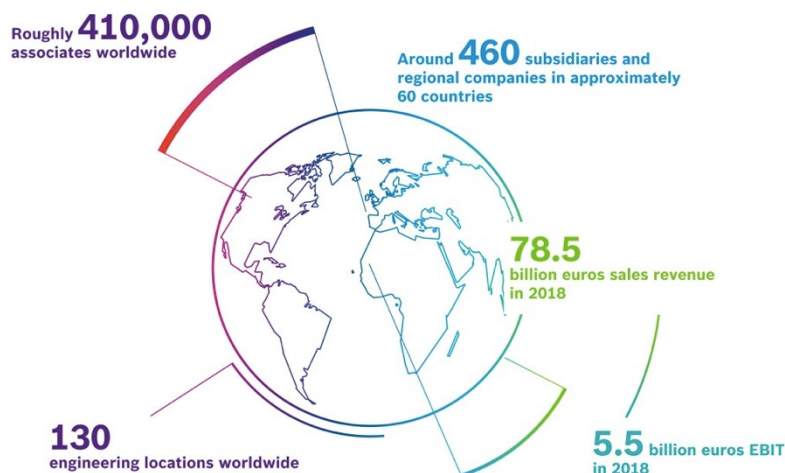 Roughly 410,000
associates worldwide
Around 460 subsidiaries and
regional companies in approximately
60 countries
78.5
billion euros sales revenue
in 2018
130
engineering locations worldwide
5.5 billion euros EBIT
in 2018